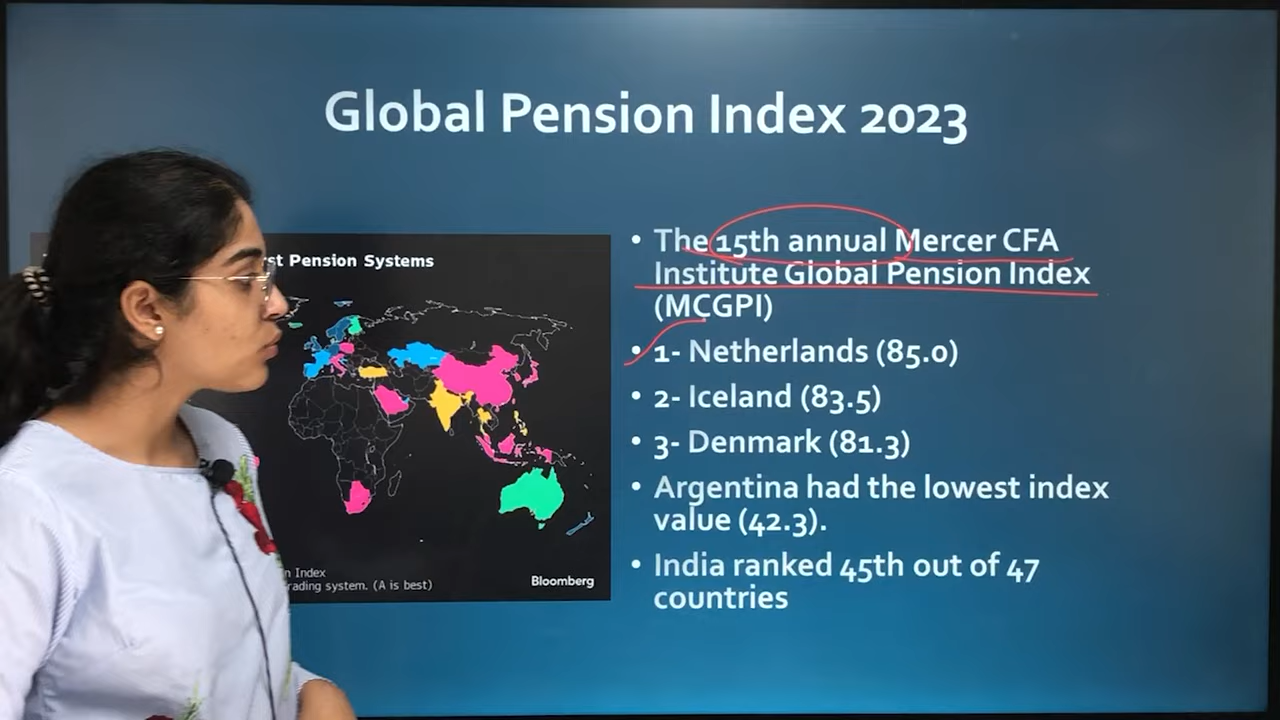 Global Pension Index 2023
st Pension Systems
n Index
rading system. (A is best)
Bloomberg
• The 15th annual Mercer CFA
Institute Global Pension Index
(MCGPI)
• 1- Netherlands (85.0)
• 2- Iceland (83.5)
• 3- Denmark (81.3)
• Argentina had the lowest index
value (42.3).
• India ranked 45th out of 47
countries